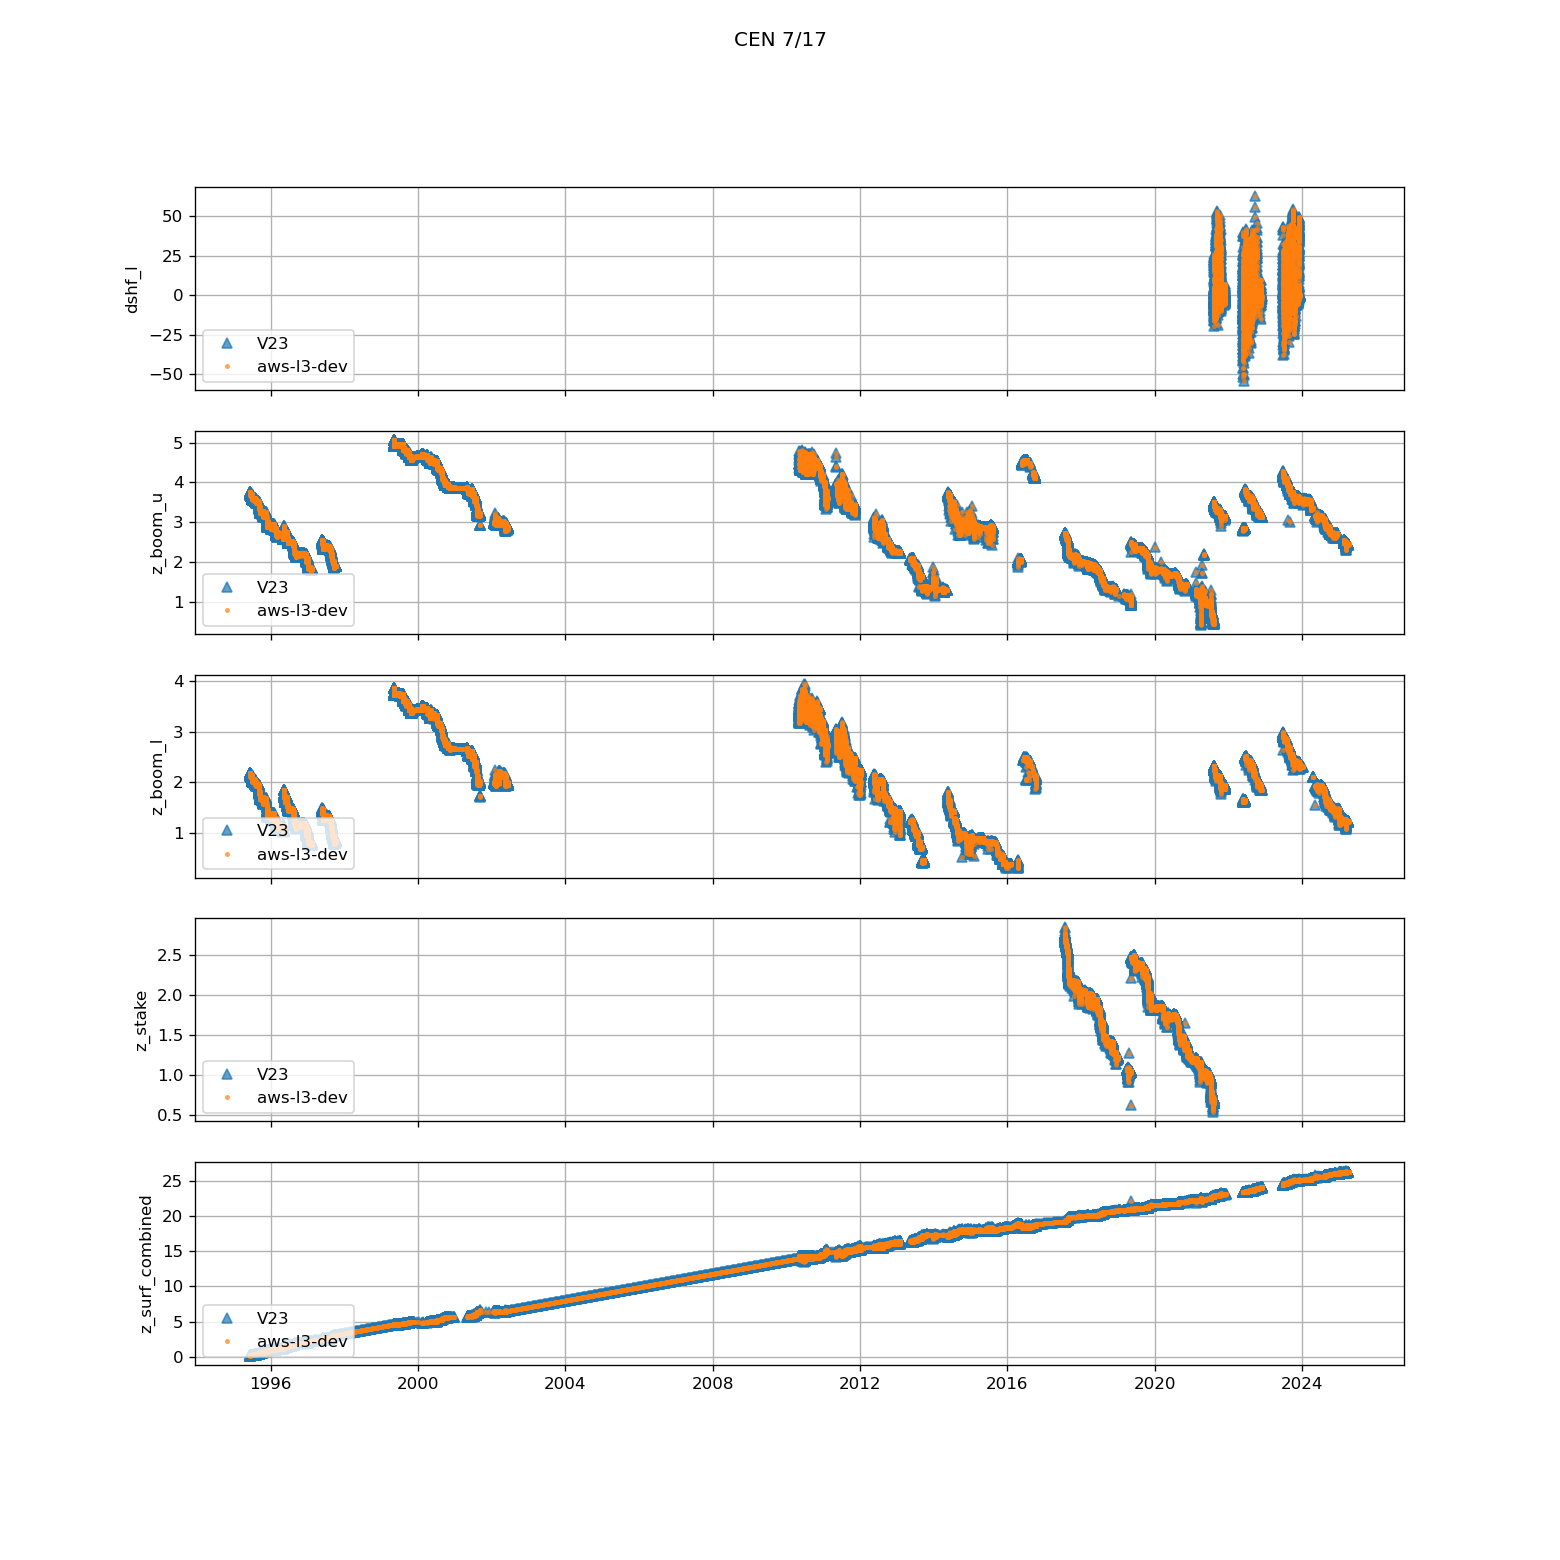 CEN 7/17
dshf_l
50
25
0
−25
−50
V23
aws-l3-dev
z_boom_u
5
4
3
2
1
V23
aws-l3-dev
z_boom_l
4
3
2
1
V23
aws-l3-dev
z_stake
2.5
2.0
1.5
1.0
0.5
V23
aws-l3-dev
z_surf_combined
25
20
15
10
5
0
V23
aws-l3-dev
1996 2000 2004 2008 2012 2016 2020 2024